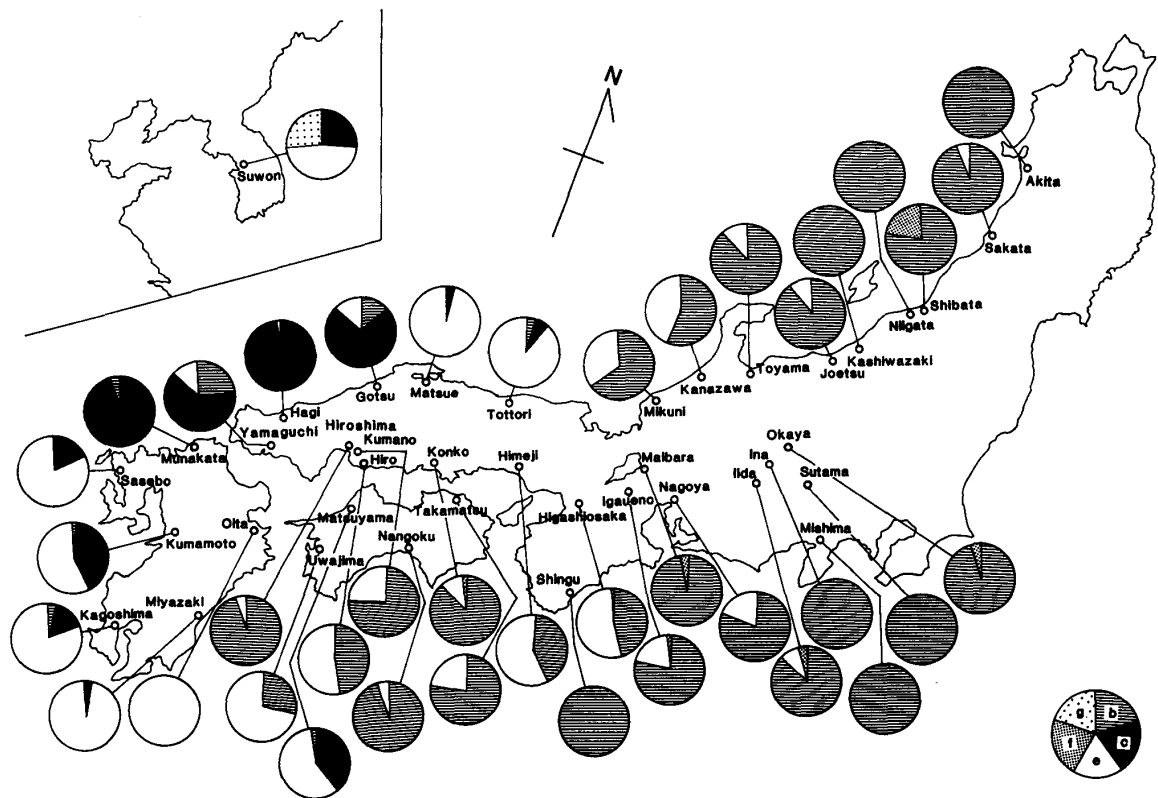 N
Suwon
Akita
Sakata
Shibata
Niigata
Kashiwazaki
Joetsu
Toyama
Kanazawa
Mikuni
Tottori
Matsue
Gotsu
Hagi
Yamaguchi
Munakata
Sasebo
Kumamoto
Kagoshima
Miyazaki
Oita
Hiroshima
Kumano
Hiro
Konko
Himeji
Matsuyama
Takamatsu
Uwajima
Nangoku
Higashiosaka
Shingu
Igaueno
Maibara
Nagoya
Iida
Ina
Okaya
Sutama
Mishima
g
b
f
c
e